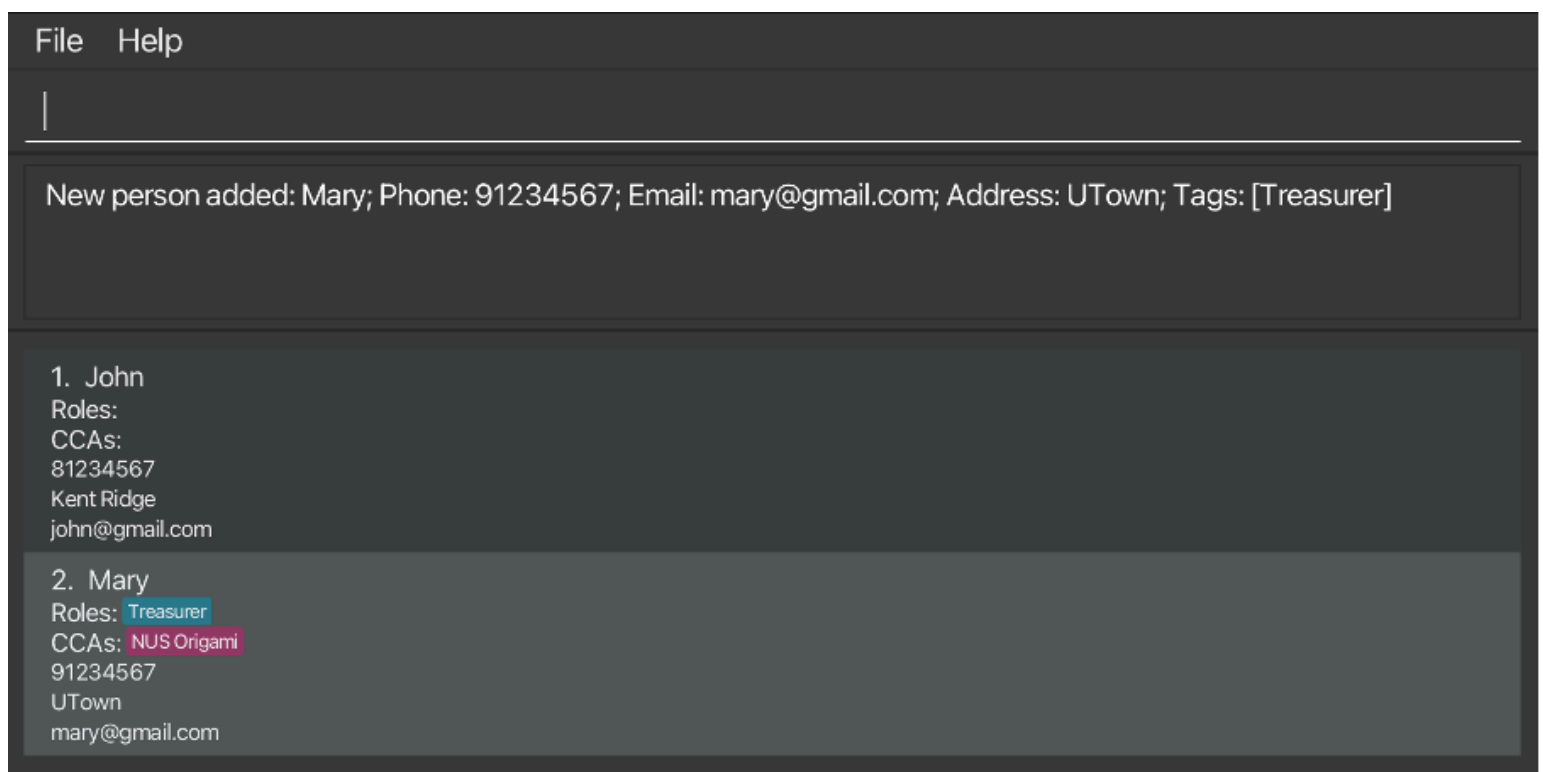 File Help
New person added: Mary; Phone: 91234567; Email: mary@gmail.com; Address: UTown; Tags: [Treasurer]
1. John
Roles:
CCAs:
81234567
Kent Ridge
john@gmail.com
2. Mary
Roles: Treasurer
CCAs: NUS Origami
91234567
UTown
mary@gmail.com